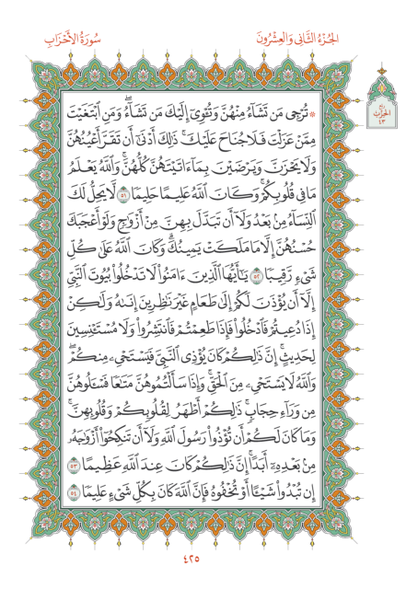 الجُزءُ الثَّانِي وَالعِشْرُونَ
سُورَةُ الأَحْزَابِ
۞ تُرْجِي مَن تَشَآءُ مِنْهُنَّ وَتُـْٔوِيٓ إِلَيْكَ مَن تَشَآءُۖ وَمَنِ ٱبْتَغَيْتَ
مِمَّنْ عَزَلْتَ فَلَا جُنَاحَ عَلَيْكَۚ ذَٰلِكَ أَدْنَىٰٓ أَن تَقَرَّ أَعْيُنُهُنَّ
وَلَا يَحْزَنَّ وَيَرْضَيْنَ بِمَآ ءَاتَيْتَهُنَّ كُلُّهُنَّۚ وَٱللَّهُ يَعْلَمُ
مَا فِي قُلُوبِكُمْۚ وَكَانَ ٱللَّهُ عَلِيمًا حَلِيمًا ٥١ لَّا يَحِلُّ لَكَ
ٱلنِّسَآءُ مِنۢ بَعْدُ وَلَآ أَن تَبَدَّلَ بِهِنَّ مِنْ أَزْوَٰجٍ وَلَوْ أَعْجَبَكَ
حُسْنُهُنَّ إِلَّا مَا مَلَكَتْ يَمِينُكَۗ وَكَانَ ٱللَّهُ عَلَىٰ كُلِّ
شَيْءٍ رَّقِيبًا ٥٢ يَٰٓأَيُّهَا ٱلَّذِينَ ءَامَنُوا۟ لَا تَدْخُلُوا۟ بُيُوتَ ٱلنَّبِيِّ
إِلَّآ أَن يُؤْذَنَ لَكُمْ إِلَىٰ طَعَامٍ غَيْرَ نَٰظِرِينَ إِنَىٰهُ وَلَٰكِنْ
إِذَا دُعِيتُمْ فَٱدْخُلُوا۟ فَإِذَا طَعِمْتُمْ فَٱنتَشِرُوا۟ وَلَا مُسْتَـْٔنِسِينَ
لِحَدِيثٍۚ إِنَّ ذَٰلِكُمْ كَانَ يُؤْذِي ٱلنَّبِيَّ فَيَسْتَحْيِۦ مِنكُمْۖ
وَٱللَّهُ لَا يَسْتَحْيِۦ مِنَ ٱلْحَقِّۚ وَإِذَا سَأَلْتُمُوهُنَّ مَتَٰعًا فَسْـَٔلُوهُنَّ
مِن وَرَآءِ حِجَابٍۚ ذَٰلِكُمْ أَطْهَرُ لِقُلُوبِكُمْ وَقُلُوبِهِنَّۚ
وَمَا كَانَ لَكُمْ أَن تُؤْذُوا۟ رَسُولَ ٱللَّهِ وَلَآ أَن تَنكِحُوٓا۟ أَزْوَٰجَهُۥ
مِنۢ بَعْدِهِۦٓ أَبَدًاۚ إِنَّ ذَٰلِكُمْ كَانَ عِندَ ٱللَّهِ عَظِيمًا ٥٣
إِن تُبْدُوا۟ شَيْـًٔا أَوْ تُخْفُوهُ فَإِنَّ ٱللَّهَ كَانَ بِكُلِّ شَيْءٍ عَلِيمًا ٥٤
٤٢٥